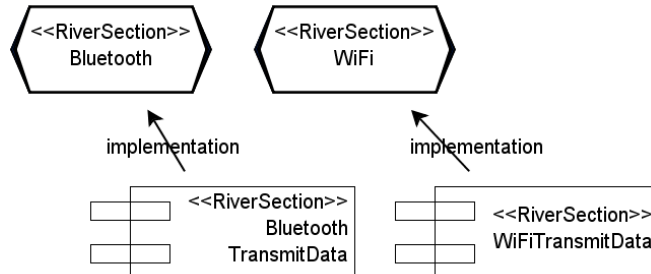 <<RiverSection>>
Bluetooth
<<RiverSection>>
WiFi
implementation
implementation
<<RiverSection>>
Bluetooth
TransmitData
<<RiverSection>>
WiFiTransmitData